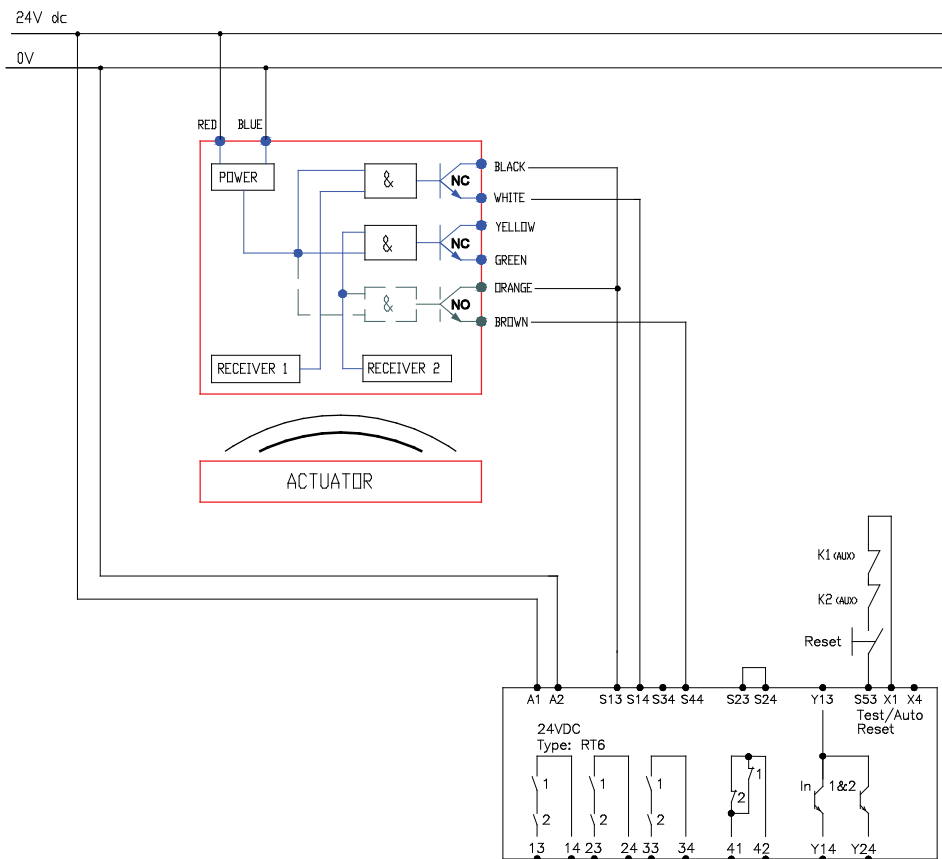 24V dc
0V
RED BLUE
POWER
& NC
BLACK
WHITE
& NC
YELLOW
GREEN
& NO
ORANGE
BROWN
RECEIVER 1 RECEIVER 2
ACTUATOR
K1 (AUX)
K2 (AUX)
Reset
A1 A2 S13 S14 S34 S44 S23 S24 Y13 S53 X1 X4
Test/Auto
Reset
24VDC
Type: RT6
1 1 1 1 2 In 1&2
2 2 2
13 14 23 24 33 34 41 42 Y14 Y24